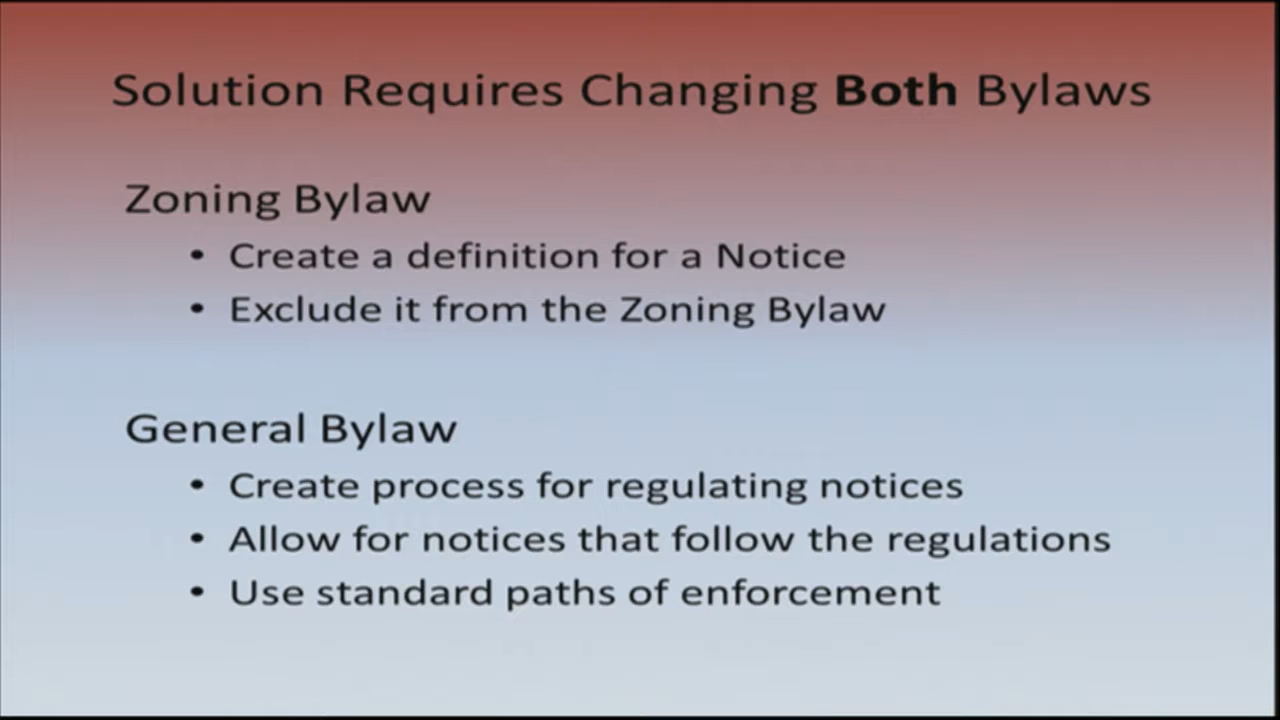 Solution Requires Changing Both Bylaws
Zoning Bylaw
• Create a definition for a Notice
• Exclude it from the Zoning Bylaw
General Bylaw
• Create process for regulating notices
• Allow for notices that follow the regulations
• Use standard paths of enforcement